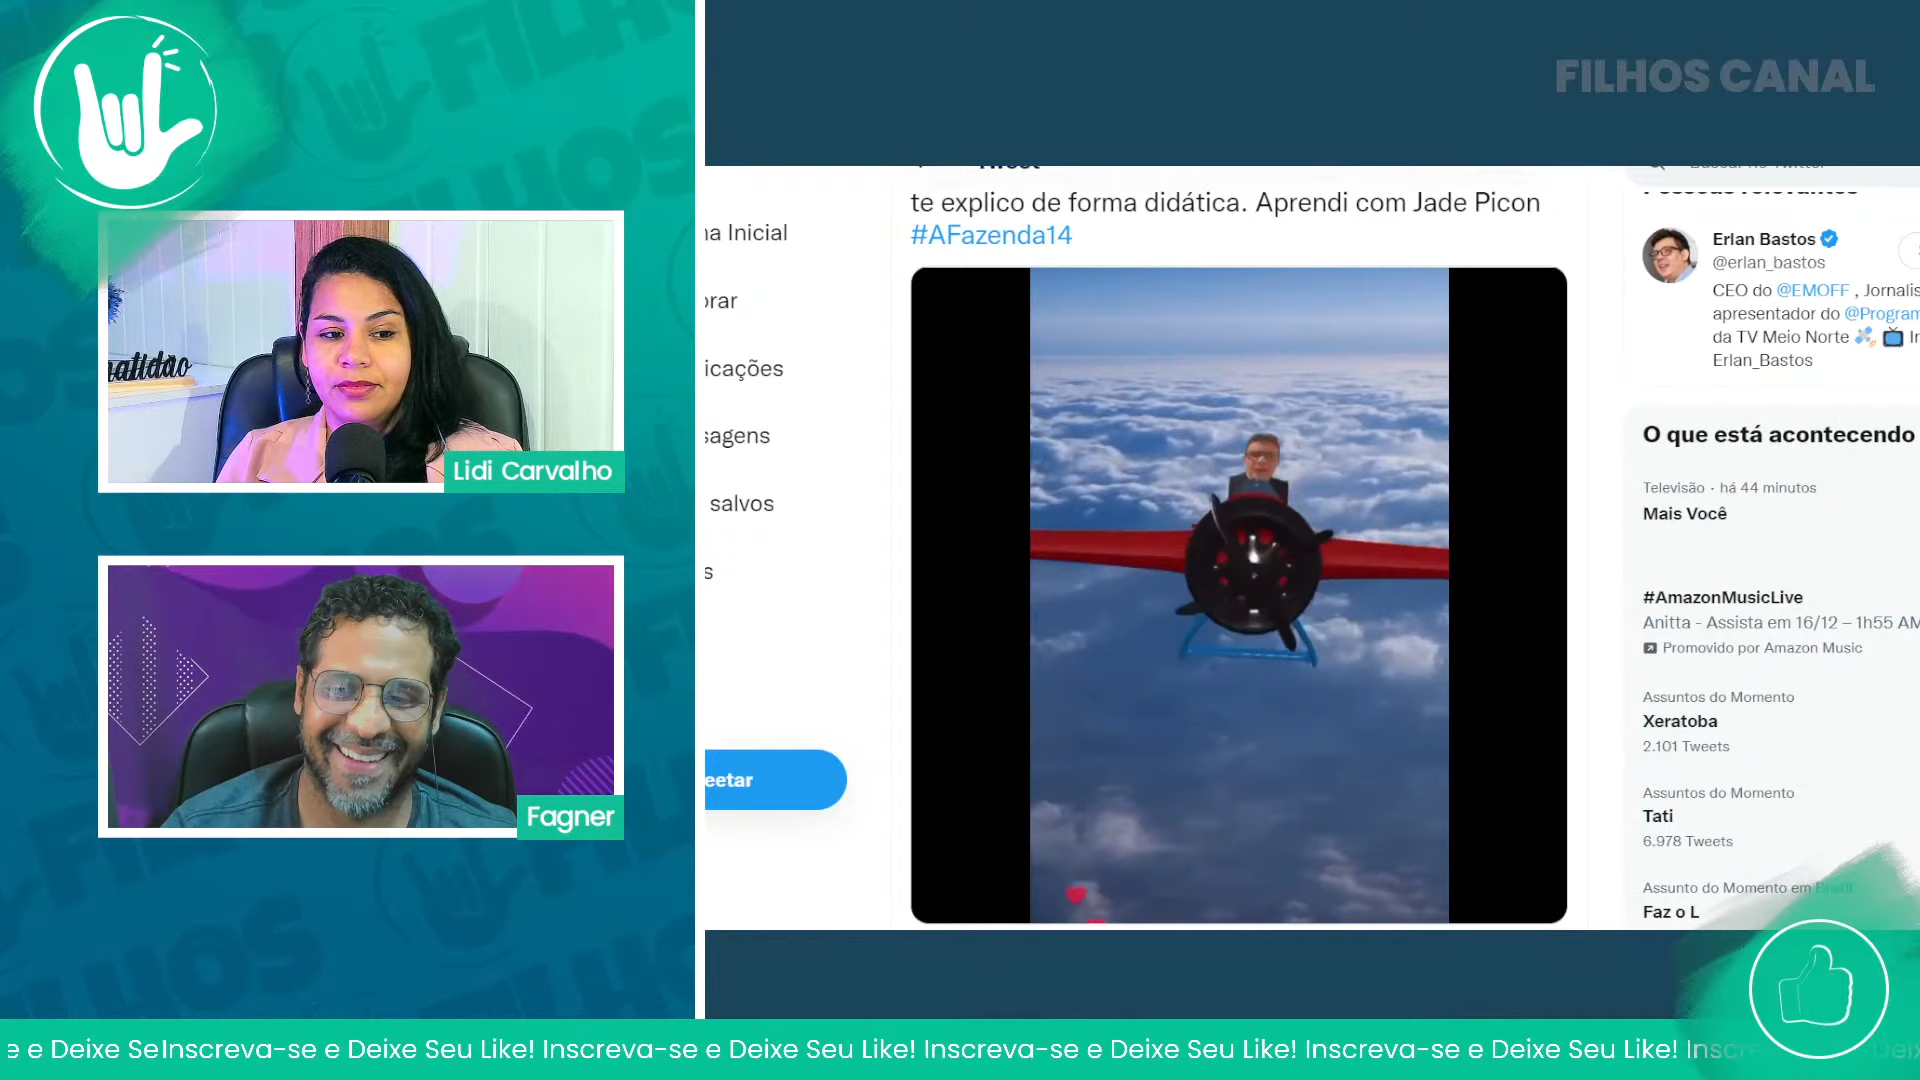 FILHOS CANAL
Lidi Carvalho
Fagner
Tweet
na Inicial
icações
sagens
salvos
eetar
te explico de forma didática. Aprendi com Jade Picon
#AFazenda14
Erlan Bastos
@erlan_bastos
CEO do @EMOFF , Jornalis
apresentador do @Program
da TV Meio Norte
Erlan_Bastos
O que está acontecendo
Televisão · há 44 minutos
Mais Você
#AmazonMusicLive
Anitta - Assista em 16/12 – 1h55 AM
Promovido por Amazon Music
Assuntos do Momento
Xeratoba
2.101 Tweets
Assuntos do Momento
Tati
6.978 Tweets
Assunto do Momento em Brasil
Faz o L
e e Deixe SeInscreva-se e Deixe Seu Like! Inscreva-se e Deixe Seu Like! Inscreva-se e Deixe Seu Like! Inscreva-se e Deixe Seu Like! Inscre